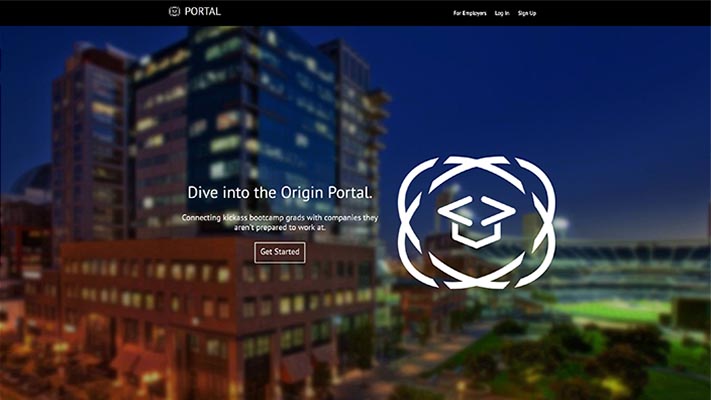 PORTAL
For Employers Log In Sign Up
Dive into the Origin Portal.
Connecting kickass bootcamp grads with companies they
aren't prepared to work at.
Get Started